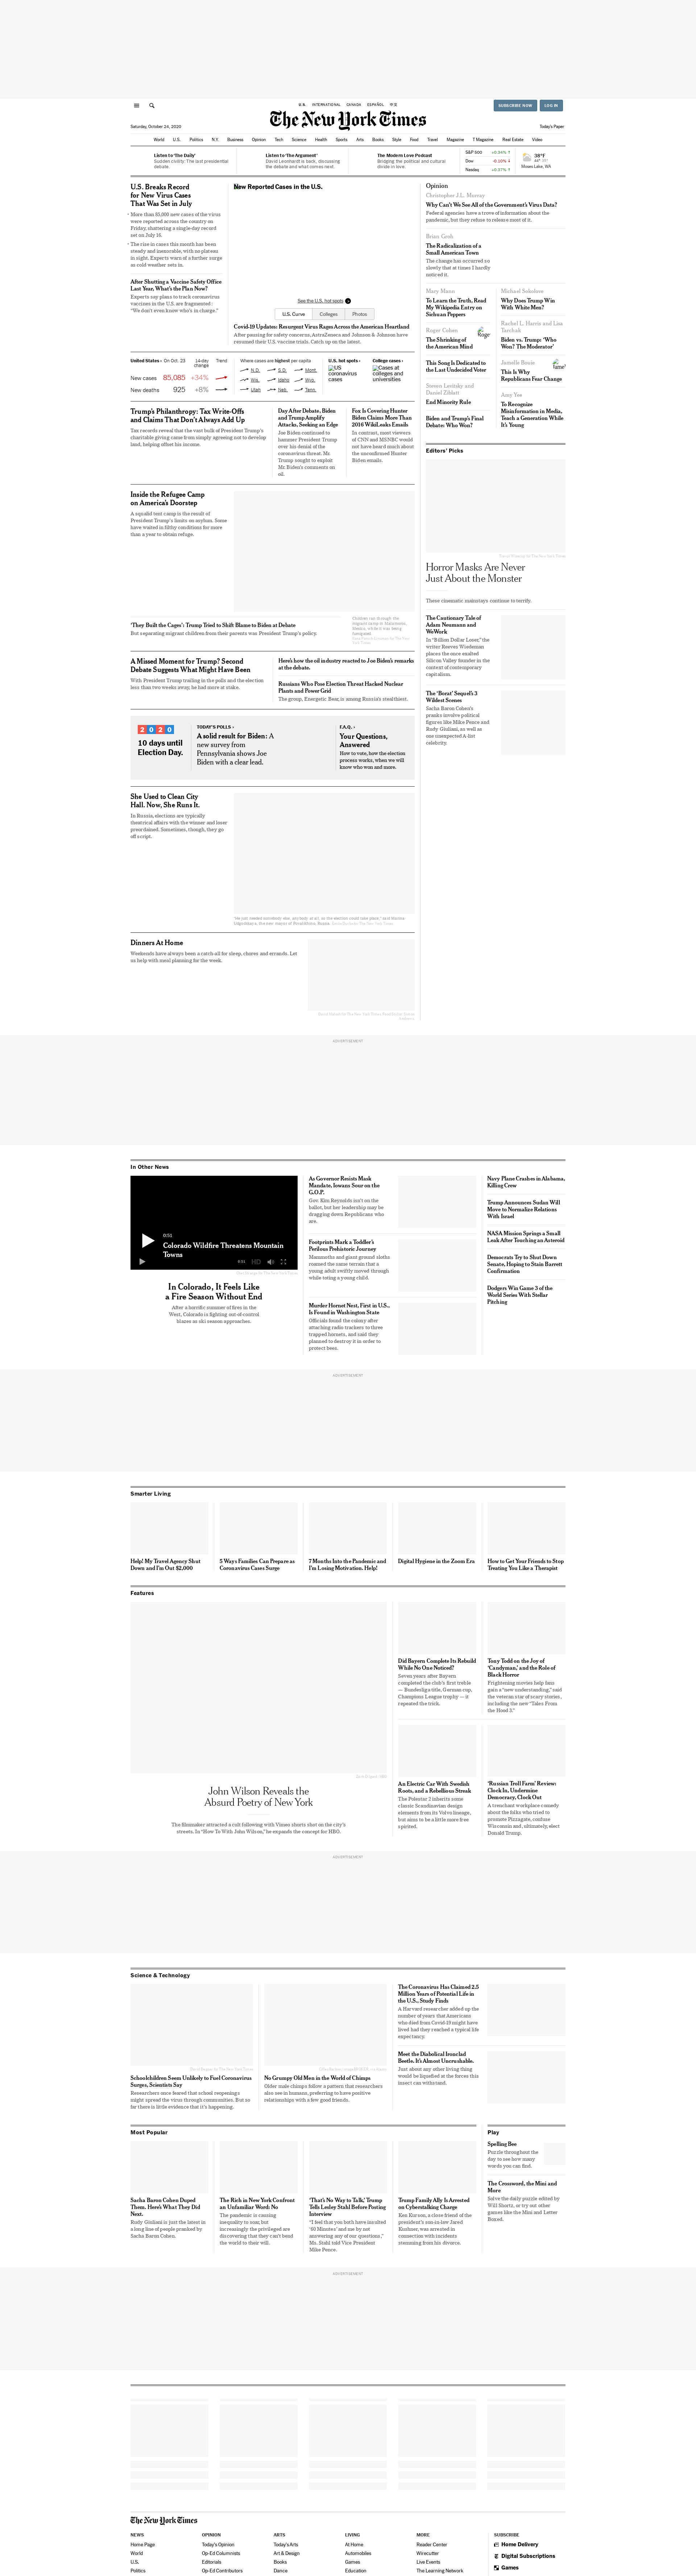 U.S. INTERNATIONAL CANADA ESPAÑOL 中文
SUBSCRIBE NOW
LOG IN
The New York Times
Saturday, October 24, 2020
Today's Paper
World U.S. Politics N.Y. Business Opinion Tech Science Health Sports Arts Books Style Food Travel Magazine T Magazine Real Estate Video
Listen to 'The Daily'
Sudden civility: The last presidential debate.
Listen to 'The Argument'
David Leonhardt is back, discussing the debate and what comes next.
The Modern Love Podcast
Bridging the political and cultural divide in love.
S&P 500 +0.34% ↑
Dow -0.10% ↓
Nasdaq +0.37% ↑
38°F
Moses Lake, WA
U.S. Breaks Record
for New Virus Cases
That Was Set in July
More than 85,000 new cases of the virus
were reported across the country on
Friday, shattering a single-day record
set on July 16.
The rise in cases this month has been
steady and inexorable, with no plateau
in sight. Experts warn of a further surge
as cold weather sets in.
After Shutting a Vaccine Safety Office
Last Year, What's the Plan Now?
Experts say plans to track coronavirus
vaccines in the U.S. are fragmented:
"We don't even know who's in charge."
New Reported Cases in the U.S.
See the U.S. hot spots
U.S. Curve
Colleges
Photos
Covid-19 Updates: Resurgent Virus Rages Across the American Heartland
After pausing for safety concerns, AstraZeneca and Johnson & Johnson have
resumed their U.S. vaccine trials. Catch up on the latest.
United States › On Oct. 23 14-day change Trend
New cases 85,085 +34%
New deaths 925 +8%
Where cases are highest per capita
N.D. S.D. Mont.
Wis. Idaho Wyo.
Utah Neb. Tenn.
U.S. hot spots ›
US coronavirus cases
College cases ›
Cases at colleges and universities
Trump's Philanthropy: Tax Write-Offs
and Claims That Don't Always Add Up
Tax records reveal that the vast bulk of President Trump's
charitable giving came from simply agreeing not to develop
land, helping offset his income.
Day After Debate, Biden
and Trump Amplify
Attacks, Seeking an Edge
Joe Biden continued to
hammer President Trump
over his denial of the
coronavirus threat. Mr.
Trump sought to exploit
Mr. Biden's comments on
oil.
Fox Is Covering Hunter
Biden Claims More Than
2016 WikiLeaks Emails
In contrast, most viewers
of CNN and MSNBC would
not have heard much about
the unconfirmed Hunter
Biden emails.
Inside the Refugee Camp
on America's Doorstep
A squalid tent camp is the result of
President Trump's limits on asylum. Some
have waited in filthy conditions for more
than a year to obtain refuge.
Children ran through the
migrant camp in Matamoros,
Mexico, while it was being
fumigated.
'They Built the Cages': Trump Tried to Shift Blame to Biden at Debate
But separating migrant children from their parents was President Trump's policy.
A Missed Moment for Trump? Second
Debate Suggests What Might Have Been
With President Trump trailing in the polls and the election
less than two weeks away, he had more at stake.
Here's how the oil industry reacted to Joe Biden's remarks
at the debate.
Russians Who Pose Election Threat Hacked Nuclear
Plants and Power Grid
The group, Energetic Bear, is among Russia's stealthiest.
2020
10 days until
Election Day.
TODAY'S POLLS ›
A solid result for Biden: A
new survey from
Pennsylvania shows Joe
Biden with a clear lead.
F.A.Q. ›
Your Questions,
Answered
How to vote, how the election
process works, when we will
know who won and more.
She Used to Clean City
Hall. Now, She Runs It.
In Russia, elections are typically
theatrical affairs with the winner and loser
preordained. Sometimes, though, they go
off script.
"He just needed somebody else, anybody at all, so the election could take place," said Marina
Udgodskaya, the new mayor of Povalikhino, Russia.
Dinners At Home
Weekends have always been a catch-all for sleep, chores and errands. Let
us help with meal planning for the week.
Opinion
Christopher J.L. Murray
Why Can't We See All of the Government's Virus Data?
Federal agencies have a trove of information about the
pandemic, but they refuse to release most of it.
Brian Groh
The Radicalization of a
Small American Town
The change has occurred so
slowly that at times I hardly
noticed it.
Mary Mann
To Learn the Truth, Read
My Wikipedia Entry on
Sichuan Peppers
Roger Cohen
The Shrinking of
the American Mind
This Song Is Dedicated to
the Last Undecided Voter
Steven Levitsky and
Daniel Ziblatt
End Minority Rule
Biden and Trump's Final
Debate: Who Won?
Michael Sokolove
Why Does Trump Win
With White Men?
Rachel L. Harris and Lisa
Tarchak
Biden vs. Trump: 'Who
Won? The Moderator'
Jamelle Bouie
This Is Why
Republicans Fear Change
Amy Yee
To Recognize
Misinformation in Media,
Teach a Generation While
It's Young
Editors' Picks
Horror Masks Are Never
Just About the Monster
These cinematic mainstays continue to terrify.
The Cautionary Tale of
Adam Neumann and
WeWork
In "Billion Dollar Loser," the
writer Reeves Wiedeman
places the once exalted
Silicon Valley founder in the
context of contemporary
capitalism.
The 'Borat' Sequel's 3
Wildest Scenes
Sacha Baron Cohen's
pranks involve political
figures like Mike Pence and
Rudy Giuliani, as well as
one unexpected A-list
celebrity.
ADVERTISEMENT
In Other News
0:51
Colorado Wildfire Threatens Mountain
Towns
0:51 HD
In Colorado, It Feels Like
a Fire Season Without End
After a horrific summer of fires in the
West, Colorado is fighting out-of-control
blazes as ski season approaches.
As Governor Resists Mask
Mandate, Iowans Sour on the
G.O.P.
Gov. Kim Reynolds isn't on the
ballot, but her leadership may be
dragging down Republicans who
are.
Footprints Mark a Toddler's
Perilous Prehistoric Journey
Mammoths and giant ground sloths
roamed the same terrain that a
young adult swiftly moved through
while toting a young child.
Murder Hornet Nest, First in U.S.,
Is Found in Washington State
Officials found the colony after
attaching radio trackers to three
trapped hornets, and said they
planned to destroy it in order to
protect bees.
Navy Plane Crashes in Alabama,
Killing Crew
Trump Announces Sudan Will
Move to Normalize Relations
With Israel
NASA Mission Springs a Small
Leak After Touching an Asteroid
Democrats Try to Shut Down
Senate, Hoping to Stain Barrett
Confirmation
Dodgers Win Game 3 of the
World Series With Stellar
Pitching
ADVERTISEMENT
Smarter Living
Help! My Travel Agency Shut
Down and I'm Out $2,000
5 Ways Families Can Prepare as
Coronavirus Cases Surge
7 Months Into the Pandemic and
I'm Losing Motivation. Help!
Digital Hygiene in the Zoom Era
How to Get Your Friends to Stop
Treating You Like a Therapist
Features
John Wilson Reveals the
Absurd Poetry of New York
The filmmaker attracted a cult following with Vimeo shorts shot on the city's
streets. In "How To With John Wilson," he expands the concept for HBO.
Did Bayern Complete Its Rebuild
While No One Noticed?
Seven years after Bayern
completed the club's first treble
— Bundesliga title, German cup,
Champions League trophy — it
repeated the trick.
Tony Todd on the Joy of
'Candyman,' and the Role of
Black Horror
Frightening movies help fans
gain a "new understanding," said
the veteran star of scary stories,
including the new "Tales From
the Hood 3."
An Electric Car With Swedish
Roots, and a Rebellious Streak
The Polestar 2 inherits some
classic Scandinavian design
elements from its Volvo lineage,
but aims to be a little more free
spirited.
'Russian Troll Farm' Review:
Clock In, Undermine
Democracy, Clock Out
A trenchant workplace comedy
about the folks who tried to
promote Pizzagate, confuse
Wisconsin and, ultimately, elect
Donald Trump.
ADVERTISEMENT
Science & Technology
Schoolchildren Seem Unlikely to Fuel Coronavirus
Surges, Scientists Say
Researchers once feared that school reopenings
might spread the virus through communities. But so
far there is little evidence that it's happening.
No Grumpy Old Men in the World of Chimps
Older male chimps follow a pattern that researchers
also see in humans, preferring to have positive
relationships with a few good friends.
The Coronavirus Has Claimed 2.5
Million Years of Potential Life in
the U.S., Study Finds
A Harvard researcher added up the
number of years that Americans
who died from Covid-19 might have
lived had they reached a typical life
expectancy.
Meet the Diabolical Ironclad
Beetle. It's Almost Uncrushable.
Just about any other living thing
would be liquefied at the forces this
insect can withstand.
Most Popular
Sacha Baron Cohen Duped
Them. Here's What They Did
Next.
Rudy Giuliani is just the latest in
a long line of people pranked by
Sacha Baron Cohen.
The Rich in New York Confront
an Unfamiliar Word: No
The pandemic is causing
inequality to soar, but
increasingly the privileged are
discovering that they can't bend
the world to their will.
'That's No Way to Talk,' Trump
Tells Lesley Stahl Before Posting
Interview
"I feel that you both have insulted
'60 Minutes' and me by not
answering any of our questions,"
Ms. Stahl told Vice President
Mike Pence.
Trump Family Ally Is Arrested
on Cyberstalking Charge
Ken Kurson, a close friend of the
president's son-in-law Jared
Kushner, was arrested in
connection with incidents
stemming from his divorce.
Play
Spelling Bee
Puzzle throughout the
day to see how many
words you can find.
The Crossword, the Mini and
More
Solve the daily puzzle edited by
Will Shortz, or try out other
games like the Mini and Letter
Boxed.
ADVERTISEMENT
The New York Times
NEWS
Home Page
World
U.S.
Politics
OPINION
Today's Opinion
Op-Ed Columnists
Editorials
Op-Ed Contributors
ARTS
Today's Arts
Art & Design
Books
Dance
LIVING
At Home
Automobiles
Games
Education
MORE
Reader Center
Wirecutter
Live Events
The Learning Network
SUBSCRIBE
Home Delivery
Digital Subscriptions
Games